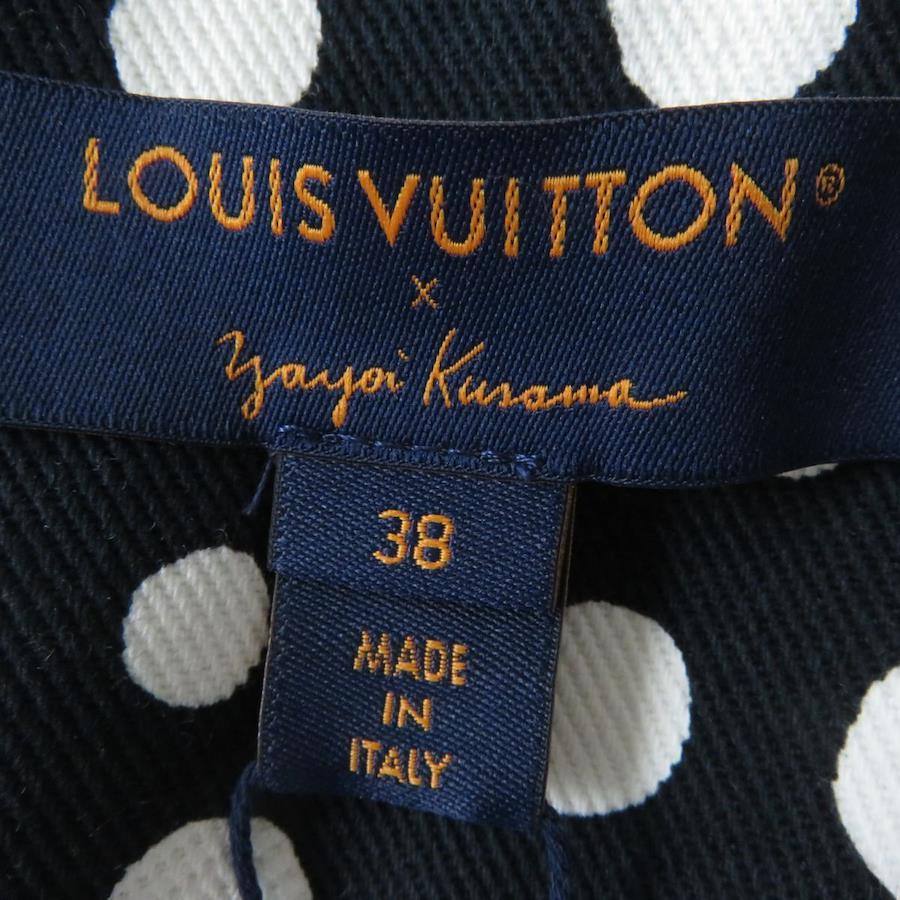 LOUIS VUITTON®
x
Yayoi Kusama
38
MADE
IN
ITALY